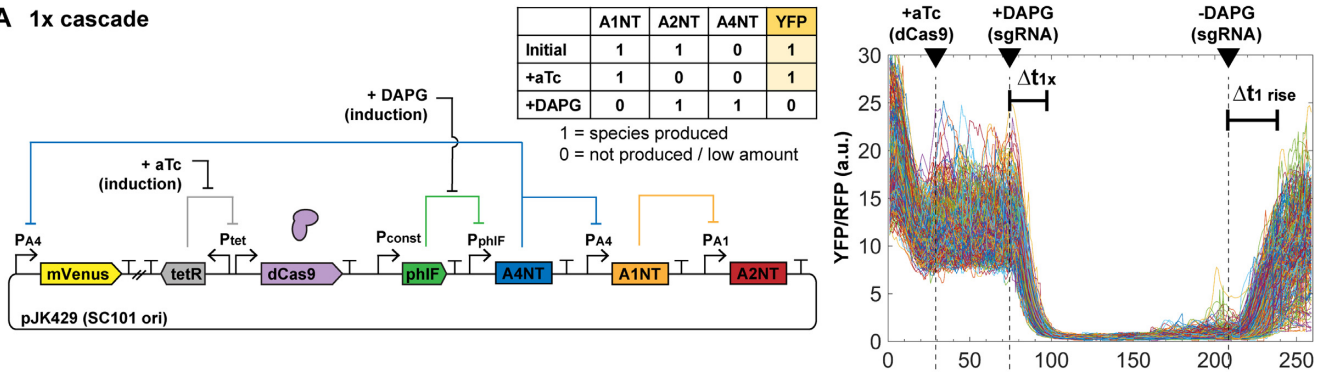 A 1x cascade
A1NT A2NT A4NT YFP
Initial 1 1 0 1
+aTc 1 0 0 1
+DAPG 0 1 1 0
1 = species produced
0 = not produced / low amount
+ DAPG
(induction)
+ aTc
(induction)
PA4 Ptet Pconst PphlF PA4 PA1
mVenus tetR dCas9 phlF A4NT A1NT A2NT
pJK429 (SC101 ori)
+aTc
(dCas9)
+DAPG
(sgRNA)
-DAPG
(sgRNA)
Δt1x
Δt1 rise
YFP/RFP (a.u.)
30
25
20
15
10
5
0
0 50 100 150 200 250